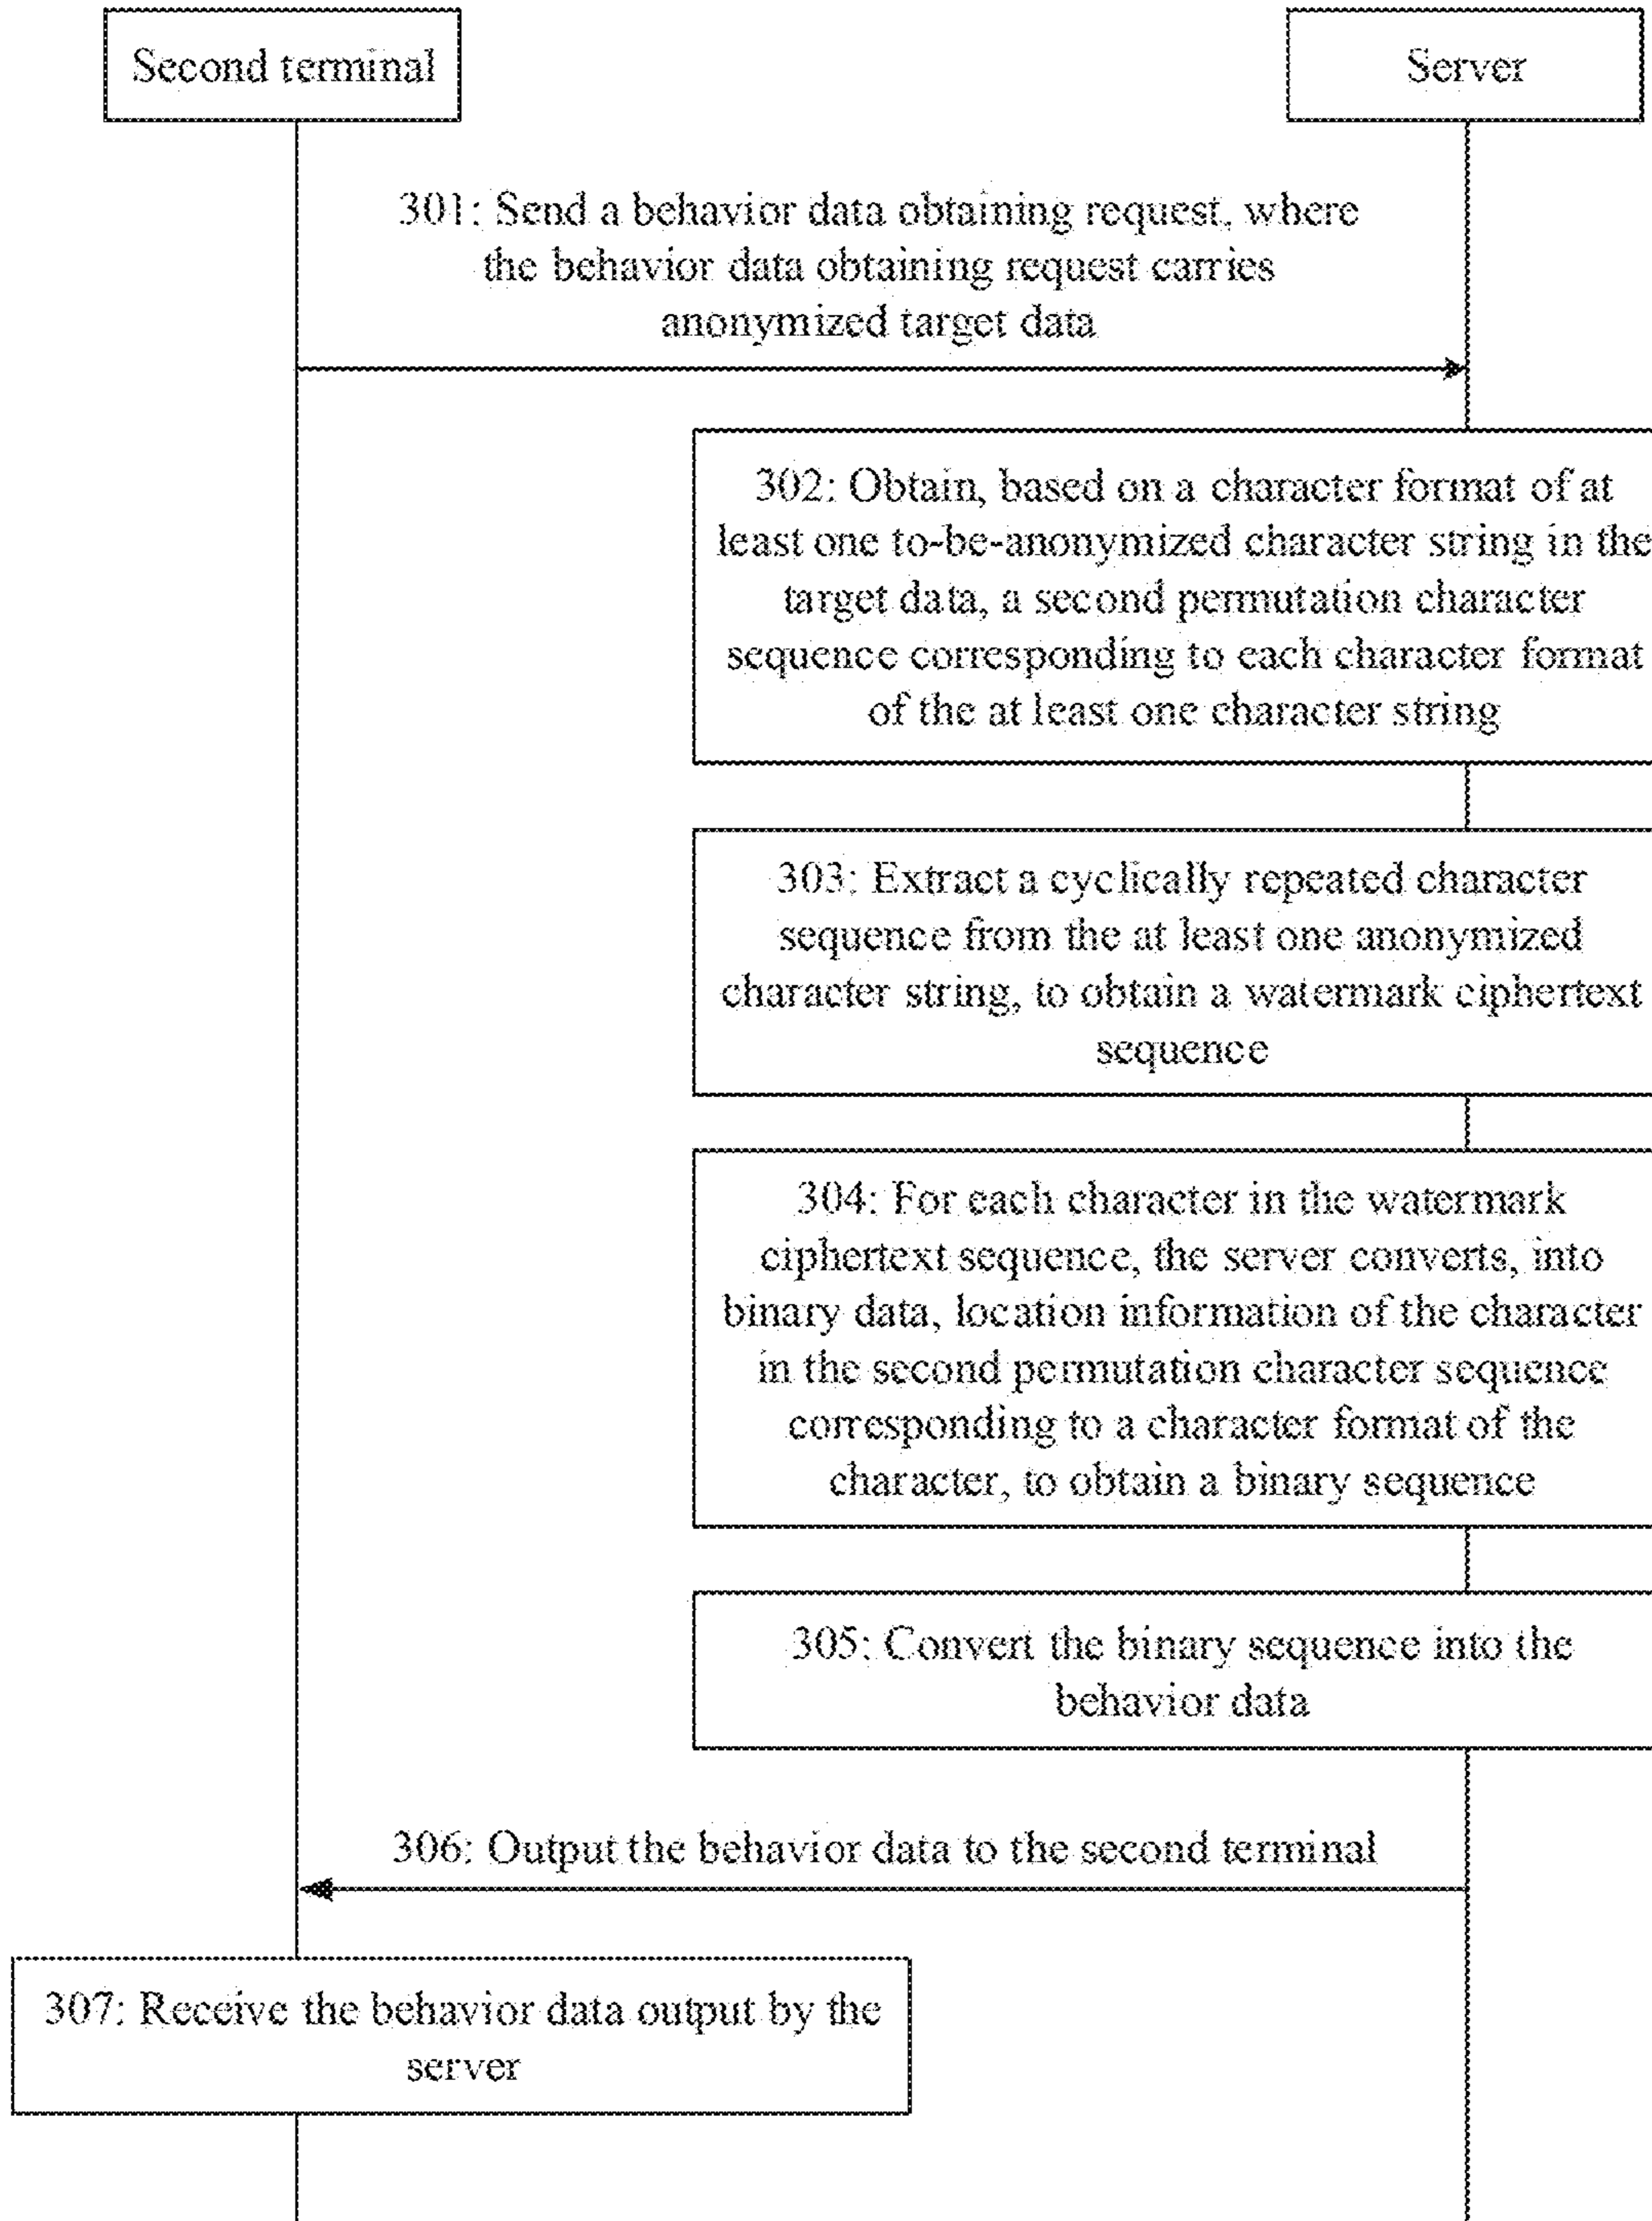 Second terminal
Server
301: Send a behavior data obtaining request, where
the behavior data obtaining request carries
anonymized target data
302: Obtain, based on a character format of at
least one to-be-anonymized character string in the
target data, a second permutation character
sequence corresponding to each character format
of the at least one character string
303: Extract a cyclically repeated character
sequence from the at least one anonymized
character string, to obtain a watermark ciphertext
sequence
304: For each character in the watermark
ciphertext sequence, the server converts, into
binary data, location information of the character
in the second permutation character sequence
corresponding to a character format of the
character, to obtain a binary sequence
305: Convert the binary sequence into the
behavior data
306: Output the behavior data to the second terminal
307: Receive the behavior data output by the
server